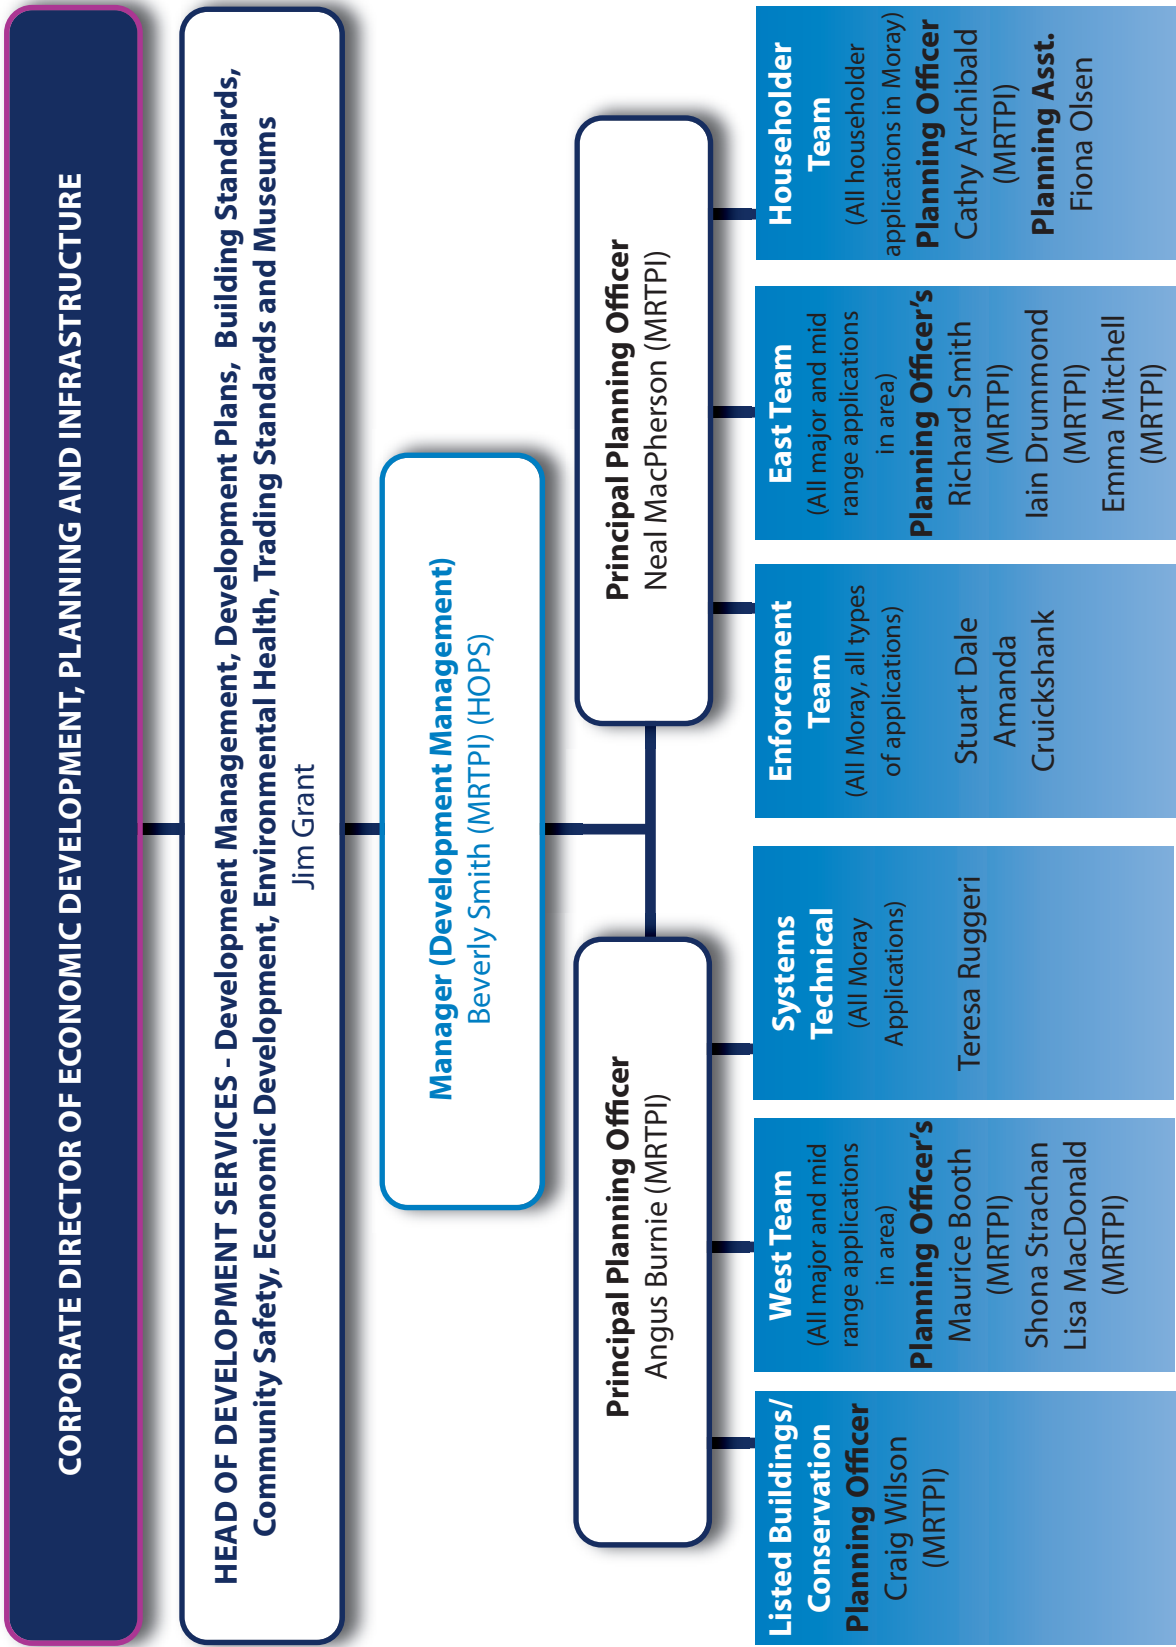 CORPORATE DIRECTOR OF ECONOMIC DEVELOPMENT, PLANNING AND INFRASTRUCTURE
HEAD OF DEVELOPMENT SERVICES - Development Management, Development Plans, Building Standards,
Community Safety, Economic Development, Environmental Health, Trading Standards and Museums
Jim Grant
Manager (Development Management)
Beverly Smith (MRTPI) (HOPS)
Principal Planning Officer
Angus Burnie (MRTPI)
Principal Planning Officer
Neal MacPherson (MRTPI)
Listed Buildings/
Conservation
Planning Officer
Craig Wilson
(MRTPI)
West Team
(All major and mid
range applications
in area)
Planning Officer's
Maurice Booth
(MRTPI)
Shona Strachan
Lisa MacDonald
(MRTPI)
Systems
Technical
(All Moray
Applications)
Teresa Ruggeri
Enforcement
Team
(All Moray, all types
of applications)
Stuart Dale
Amanda
Cruickshank
East Team
(All major and mid
range applications
in area)
Planning Officer's
Richard Smith
(MRTPI)
Iain Drummond
(MRTPI)
Emma Mitchell
(MRTPI)
Householder
Team
(All householder
applications in Moray)
Planning Officer
Cathy Archibald
(MRTPI)
Planning Asst.
Fiona Olsen